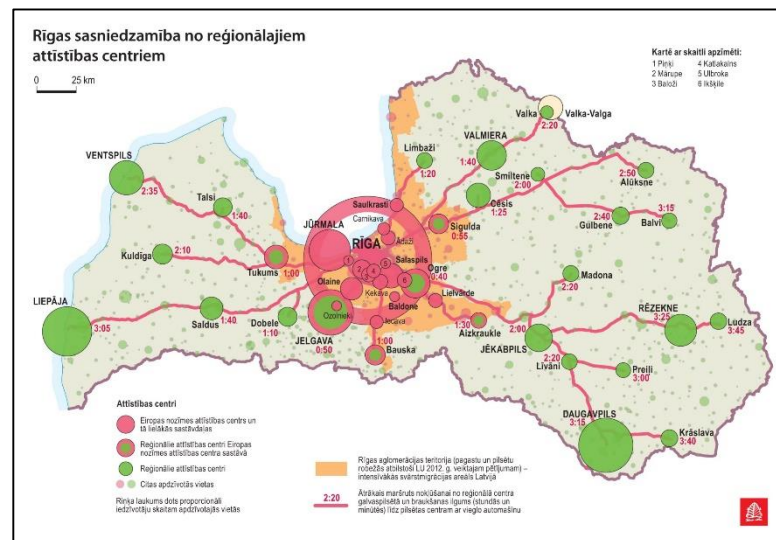 Rīgas sasniedzamība no reģionālajiem
attīstības centriem
0 25 km
Kartē ar skaitli apzīmēti:
1 Piņķi 4 Katlakalns
2 Mārupe 5 Ulbroka
3 Baloži 6 Ikšķile
Valka
Valka-Valga
2:20
VALMIERA
1:40
Limbaži
1:20
Smiltene
2:00
2:50
Alūksne
VENTSPILS
2:35
Talsi
1:40
Cēsis
1:25
2:40
Gulbene
3:15
Balvi
Saulkrasti
Carnikava
Ādaži
Sigulda
0:55
JŪRMALA
RĪGA
Kuldīga
2:10
Tukums
1:00
1
2
3
4
5
6
Salaspils
Ogre
0:40
Olaine
Ķekava
Baldone
Lielvārde
Madona
2:20
LIEPĀJA
3:05
Saldus
1:40
Dobele
1:10
Ozolnieki
JELGAVA
0:50
Iecava
1:00
Bauska
1:30
Aizkraukle
2:00
JĒKABPILS
RĒZEKNE
3:25
Ludza
3:45
2:20
Līvāni
Preiļi
3:00
DAUGAVPILS
3:15
Krāslava
3:40
Attīstības centri
Eiropas nozīmes attīstības centrs un
tā lielākās sastāvdaļas
Reģionālie attīstības centri Eiropas
nozīmes attīstības centra sastāvā
Reģionālie attīstības centri
Citas apdzīvotās vietas
Riņķa laukums dots proporcionāli
iedzīvotāju skaitam apdzīvotajās vietās
Rīgas aglomerācijas teritorija (pagastu un pilsētu
robežās atbilstoši LU 2012. g. veiktajam pētījumam) –
intensīvākās svārstmigrācijas areāls Latvijā
2:20
Ātrākais maršruts nokļūšanai no reģionālā centra
galvaspilsētā un braukšanas ilgums (stundās un
minūtēs) līdz pilsētas centram ar vieglo automašīnu